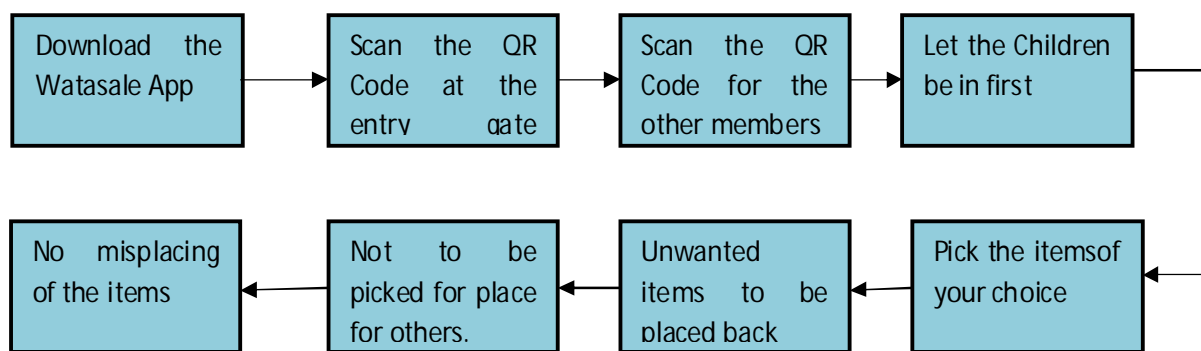 Download the
Watasale App
Scan the QR
Code at the
entry gate
Scan the QR
Code for the
other members
Let the Children
be in first
Pick the itemsof
your choice
Unwanted
items to be
placed back
Not to be
picked for place
for others.
No misplacing
of the items